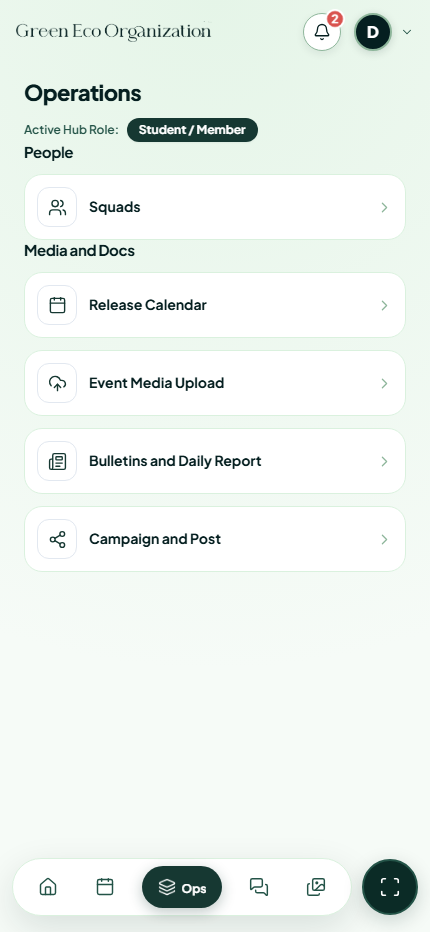 Green Eco Organization
2
D
Operations
Active Hub Role: Student / Member
People
Squads
Media and Docs
Release Calendar
Event Media Upload
Bulletins and Daily Report
Campaign and Post
Ops